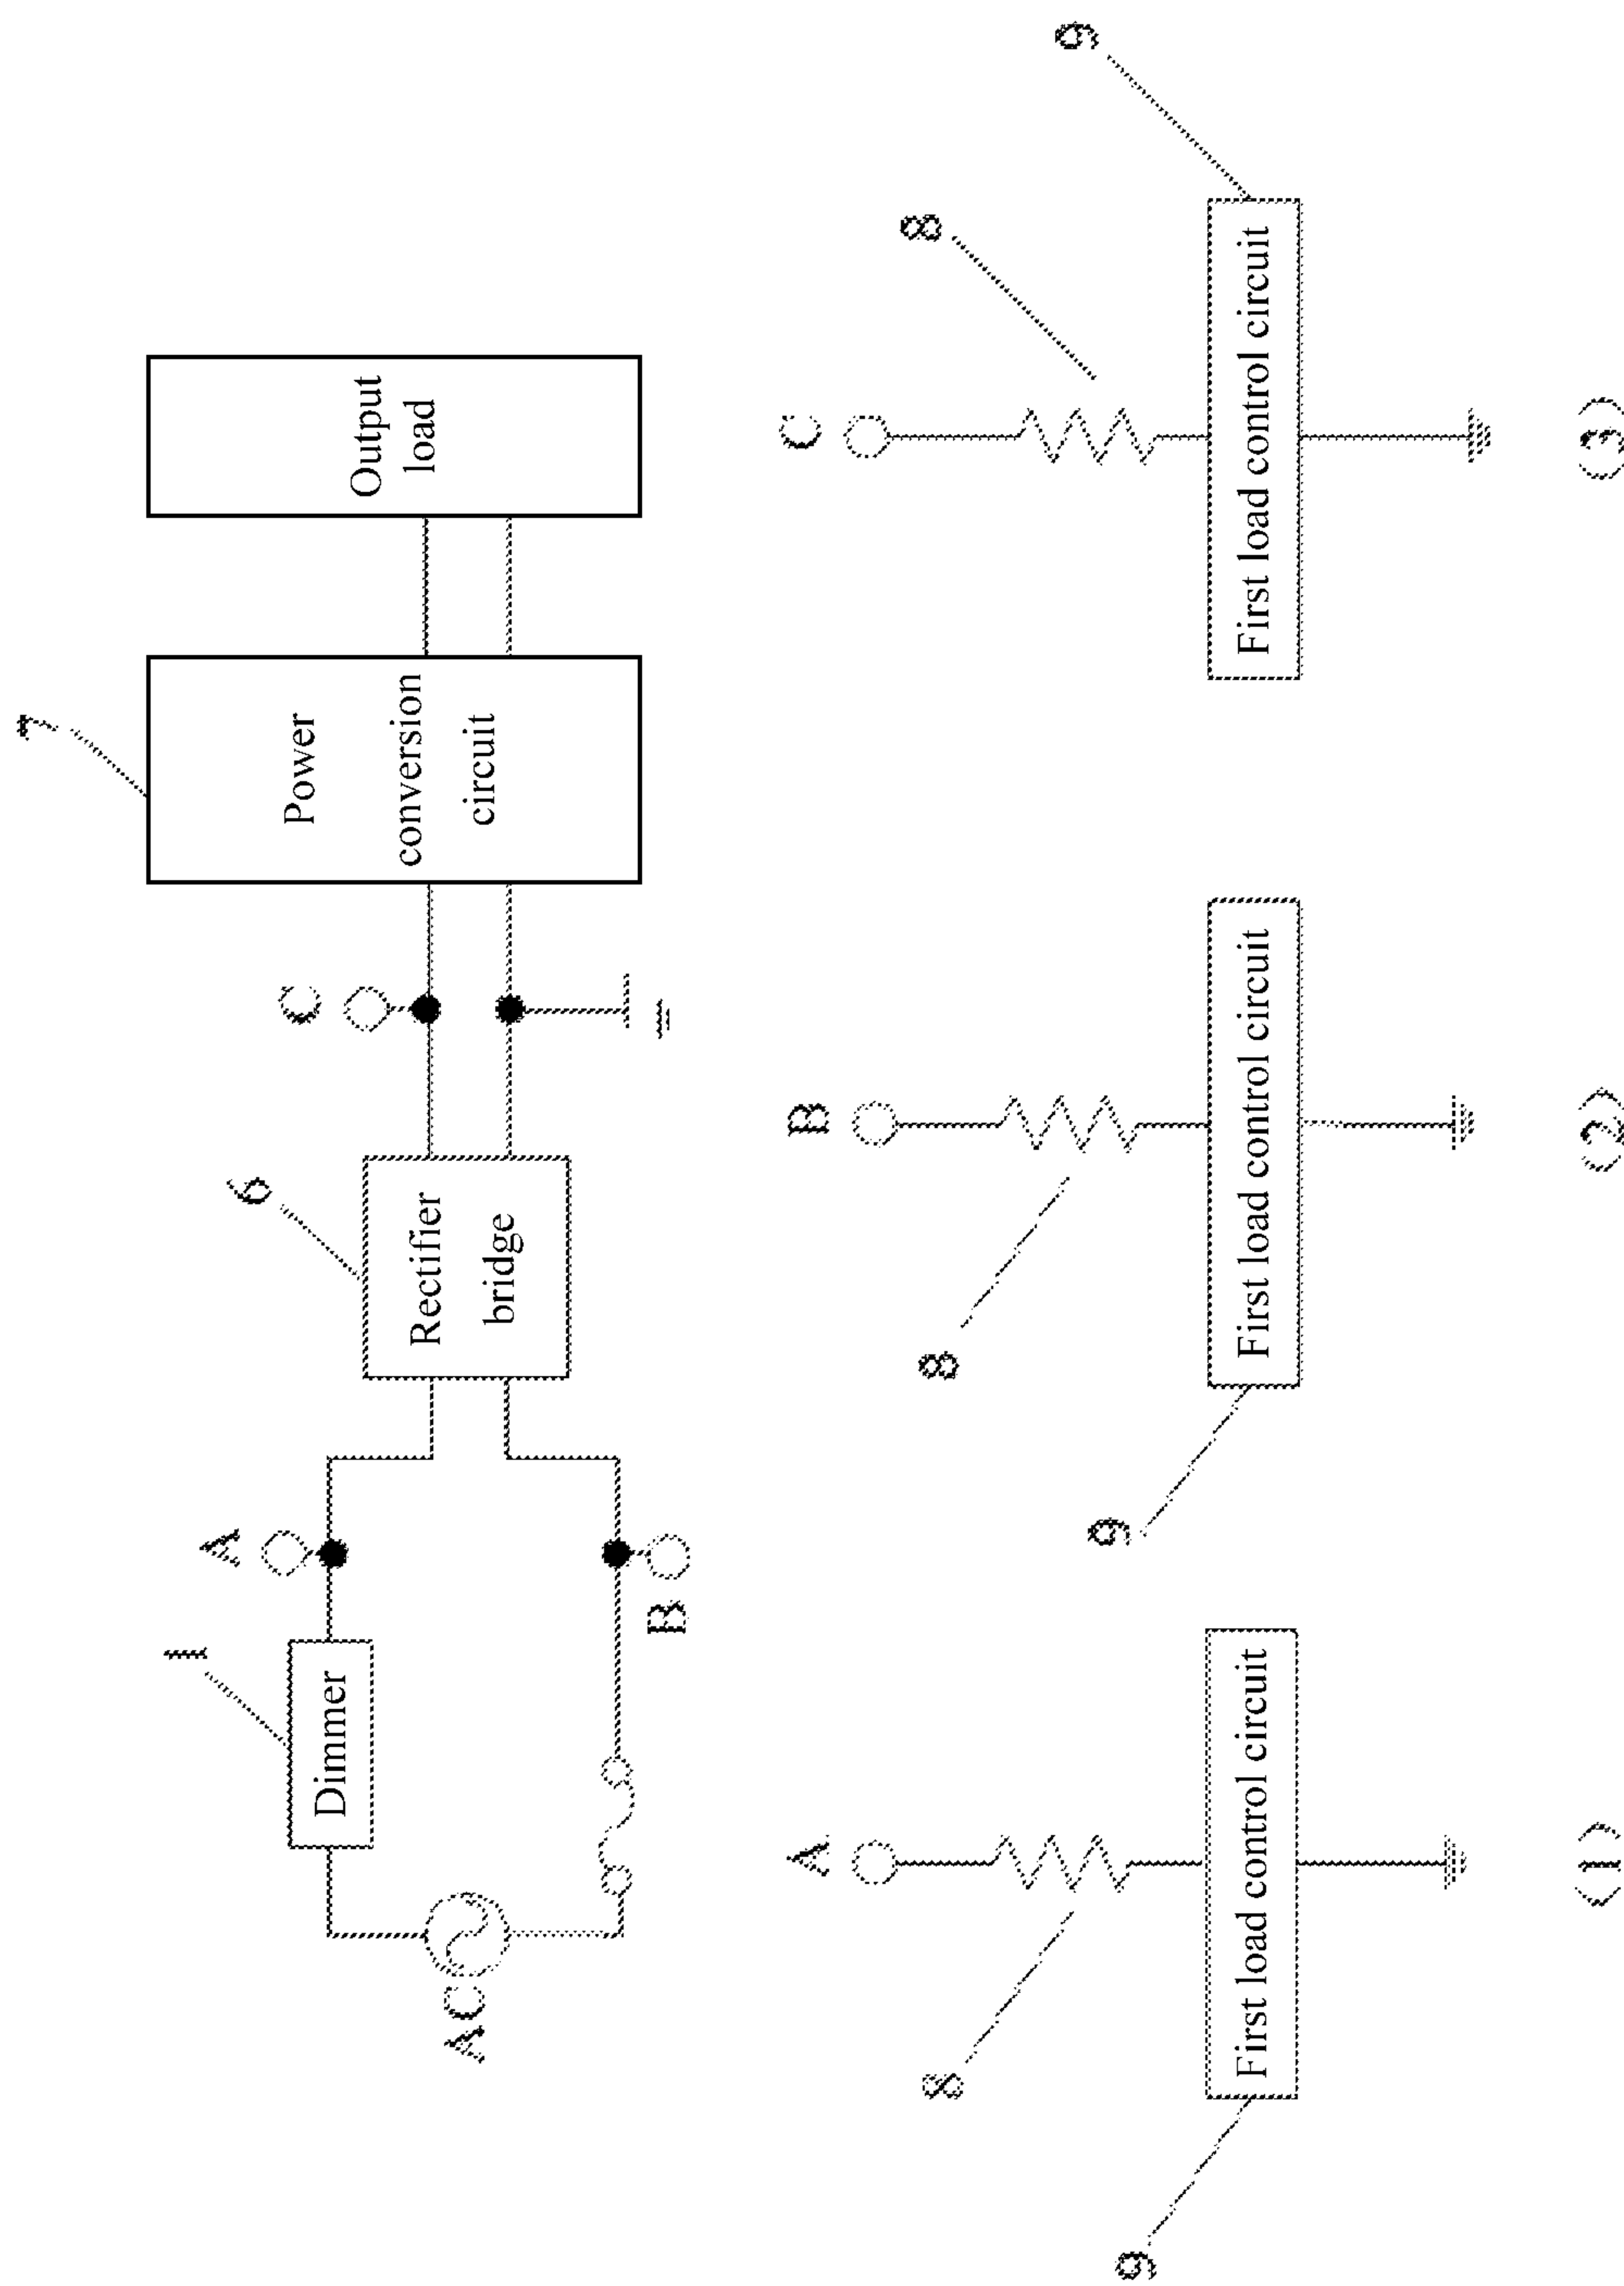 7
6
1
C
A
Power
conversion
circuit
Output
load
Rectifier
bridge
Dimmer
AC
B
A
B
C
8
8
8
9
9
9
First load control circuit
First load control circuit
First load control circuit
(1)
(2)
(3)